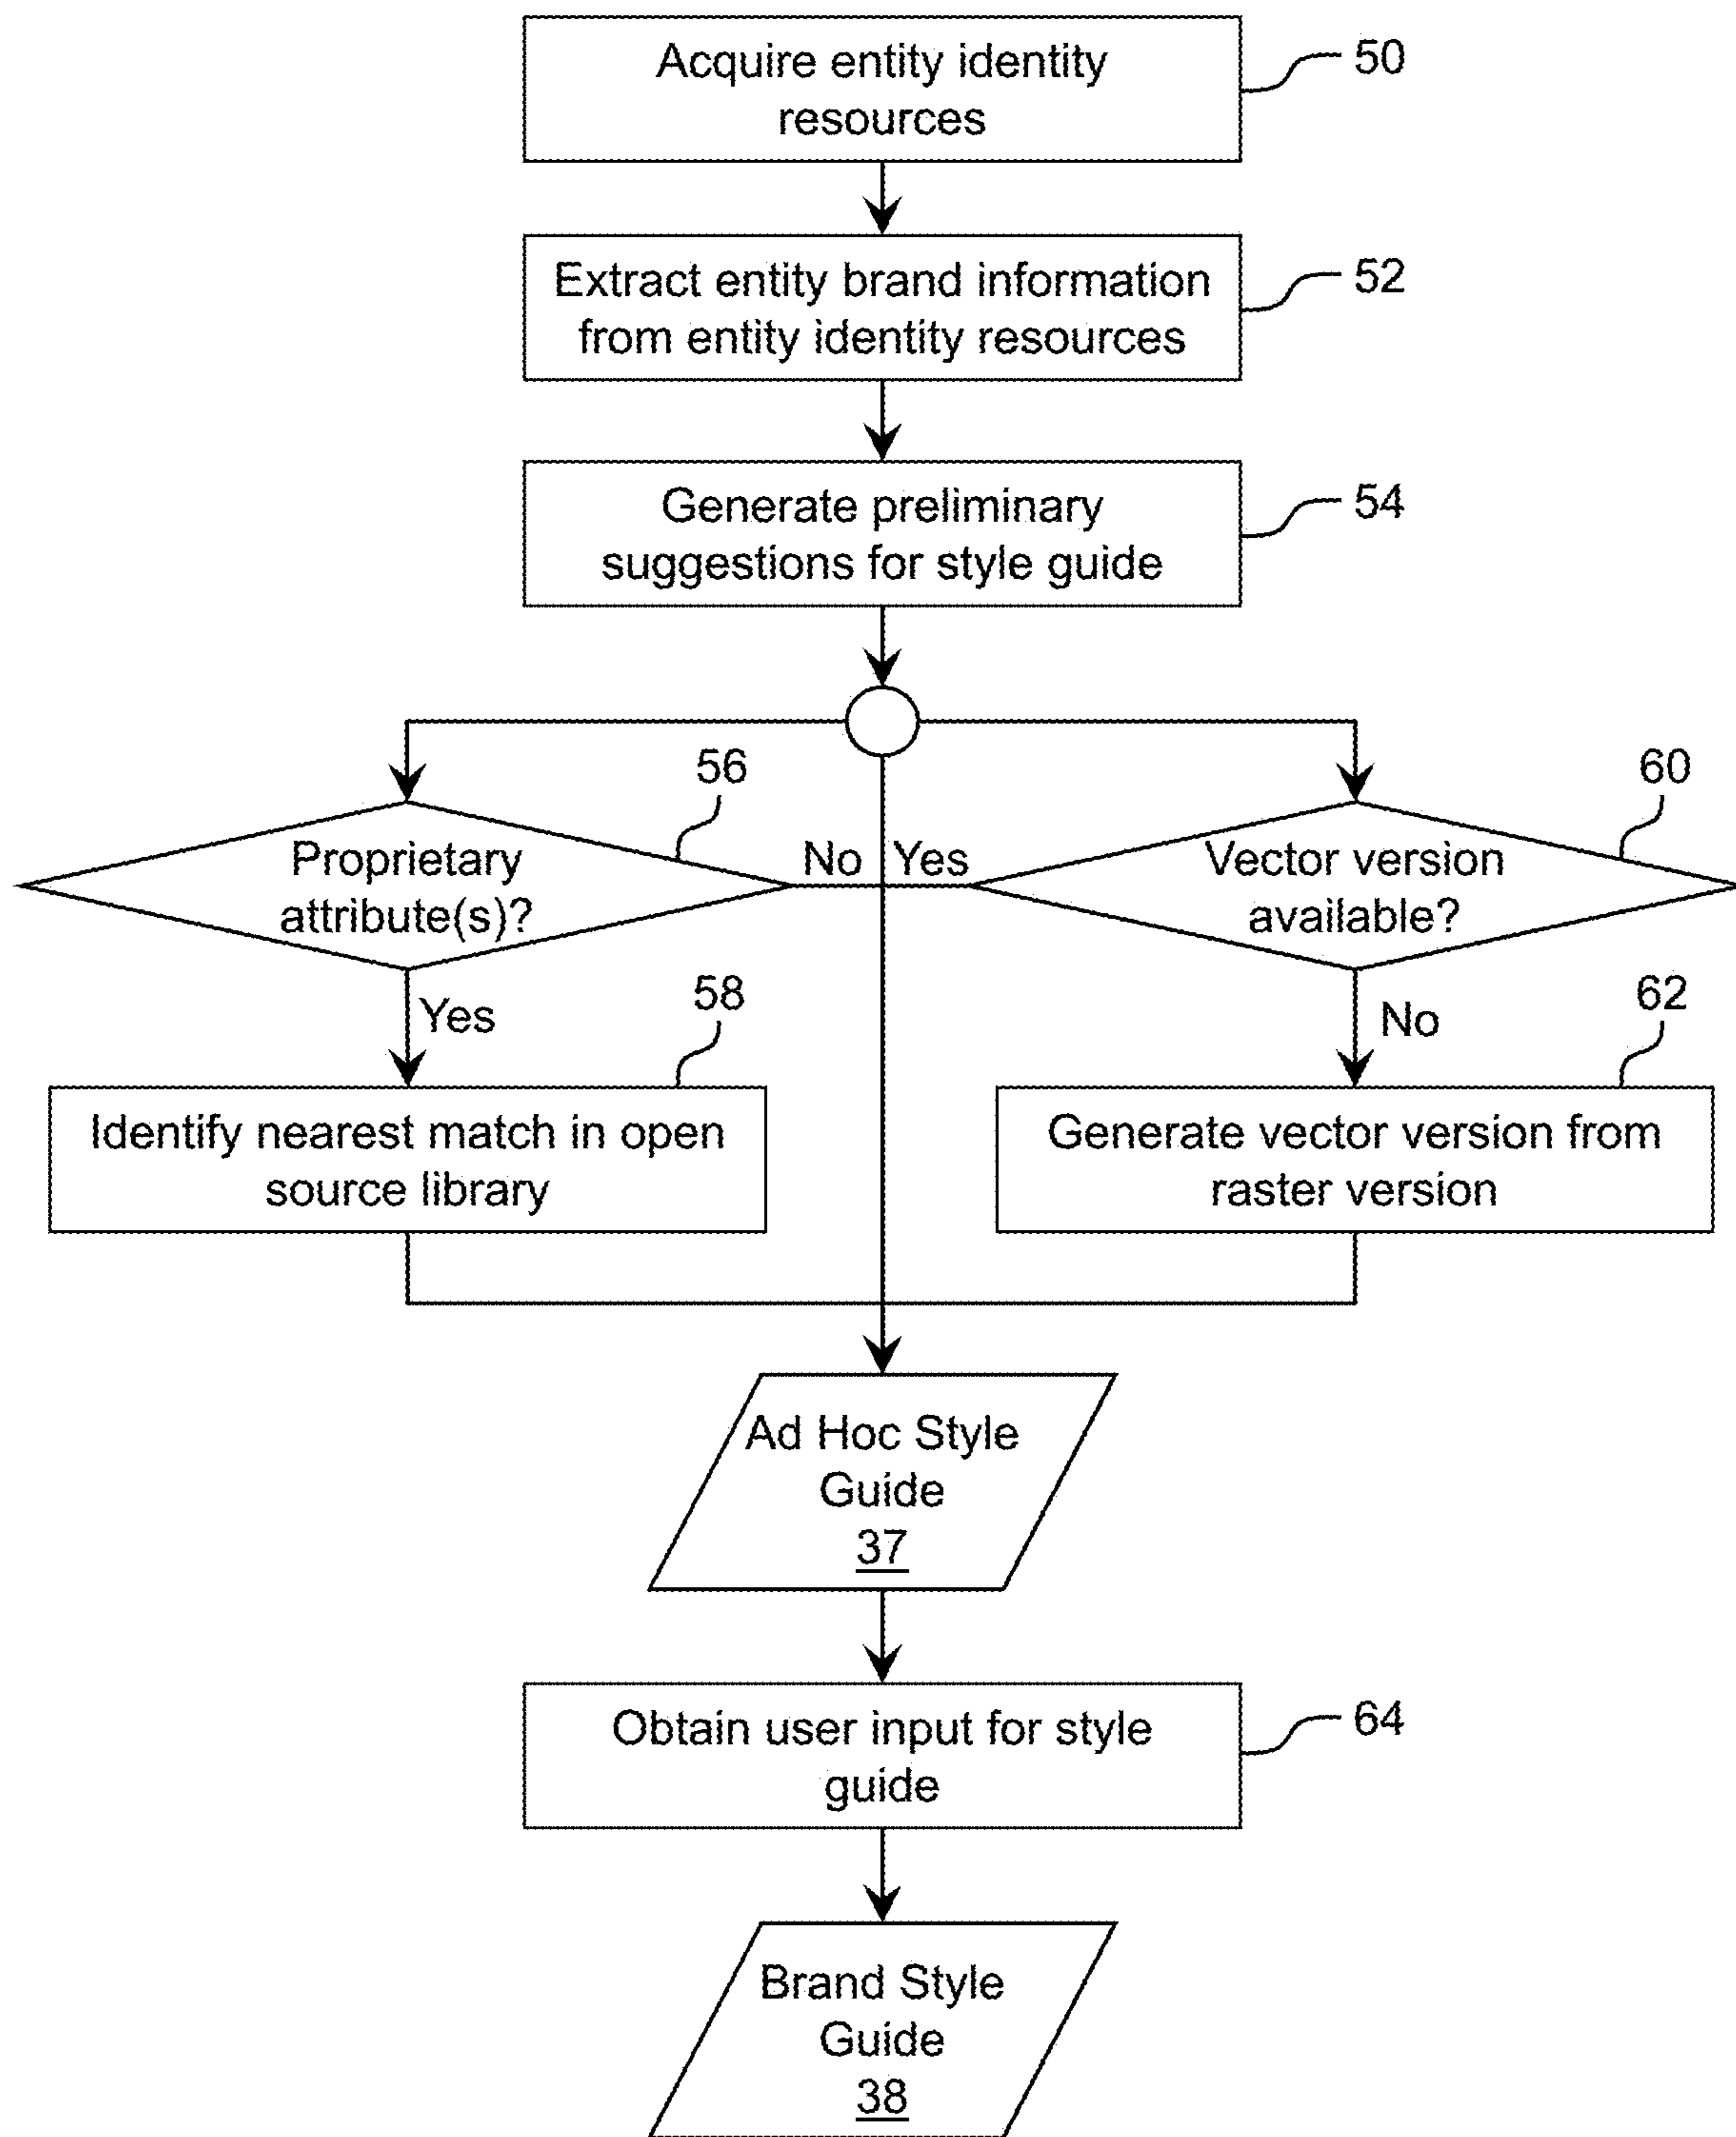 Acquire entity identity
resources
50
Extract entity brand information
from entity identity resources
52
Generate preliminary
suggestions for style guide
54
56
60
Proprietary
attribute(s)?
No
Yes
Vector version
available?
Yes
58
No
62
Identify nearest match in open
source library
Generate vector version from
raster version
Ad Hoc Style
Guide
37
Obtain user input for style
guide
64
Brand Style
Guide
38